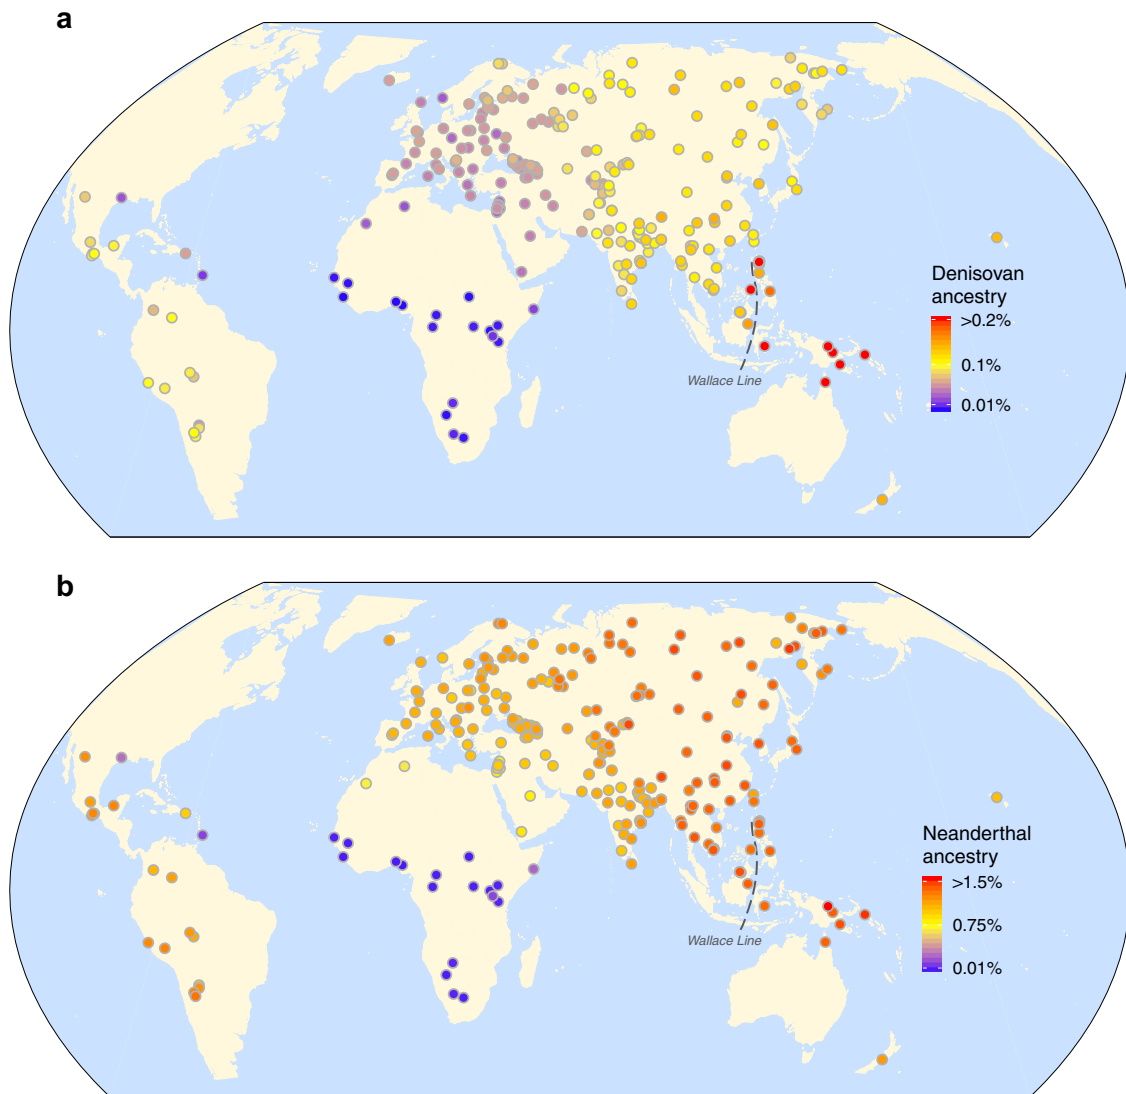 a
Denisovan
ancestry
>0.2%
0.1%
0.01%
Wallace Line
b
Neanderthal
ancestry
>1.5%
0.75%
0.01%
Wallace Line